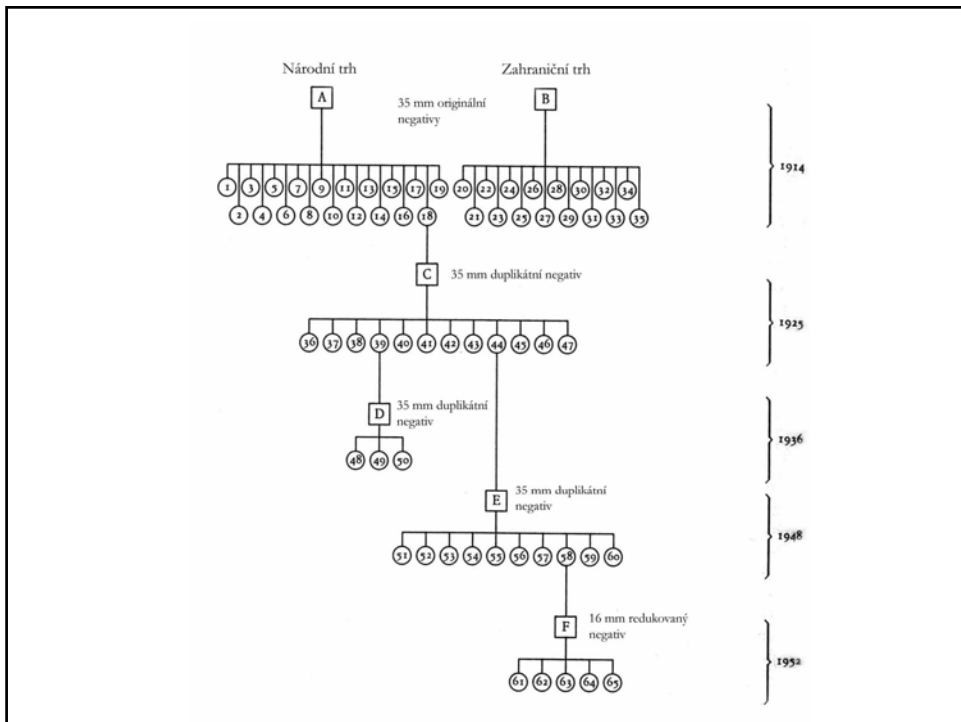 Národní trh Zahraniční trh
A B
35 mm originální
negativy
1914
1 3 5 7 9 11 13 15 17 19 20 22 24 26 28 30 32 34
2 4 6 8 10 12 14 16 18 21 23 25 27 29 31 33 35
C 35 mm duplikátní negativ
1925
36 37 38 39 40 41 42 43 44 45 46 47
D 35 mm duplikátní
negativ
1936
48 49 50
E 35 mm duplikátní
negativ
1948
51 52 53 54 55 56 57 58 59 60
F 16 mm redukovaný
negativ
1952
61 62 63 64 65